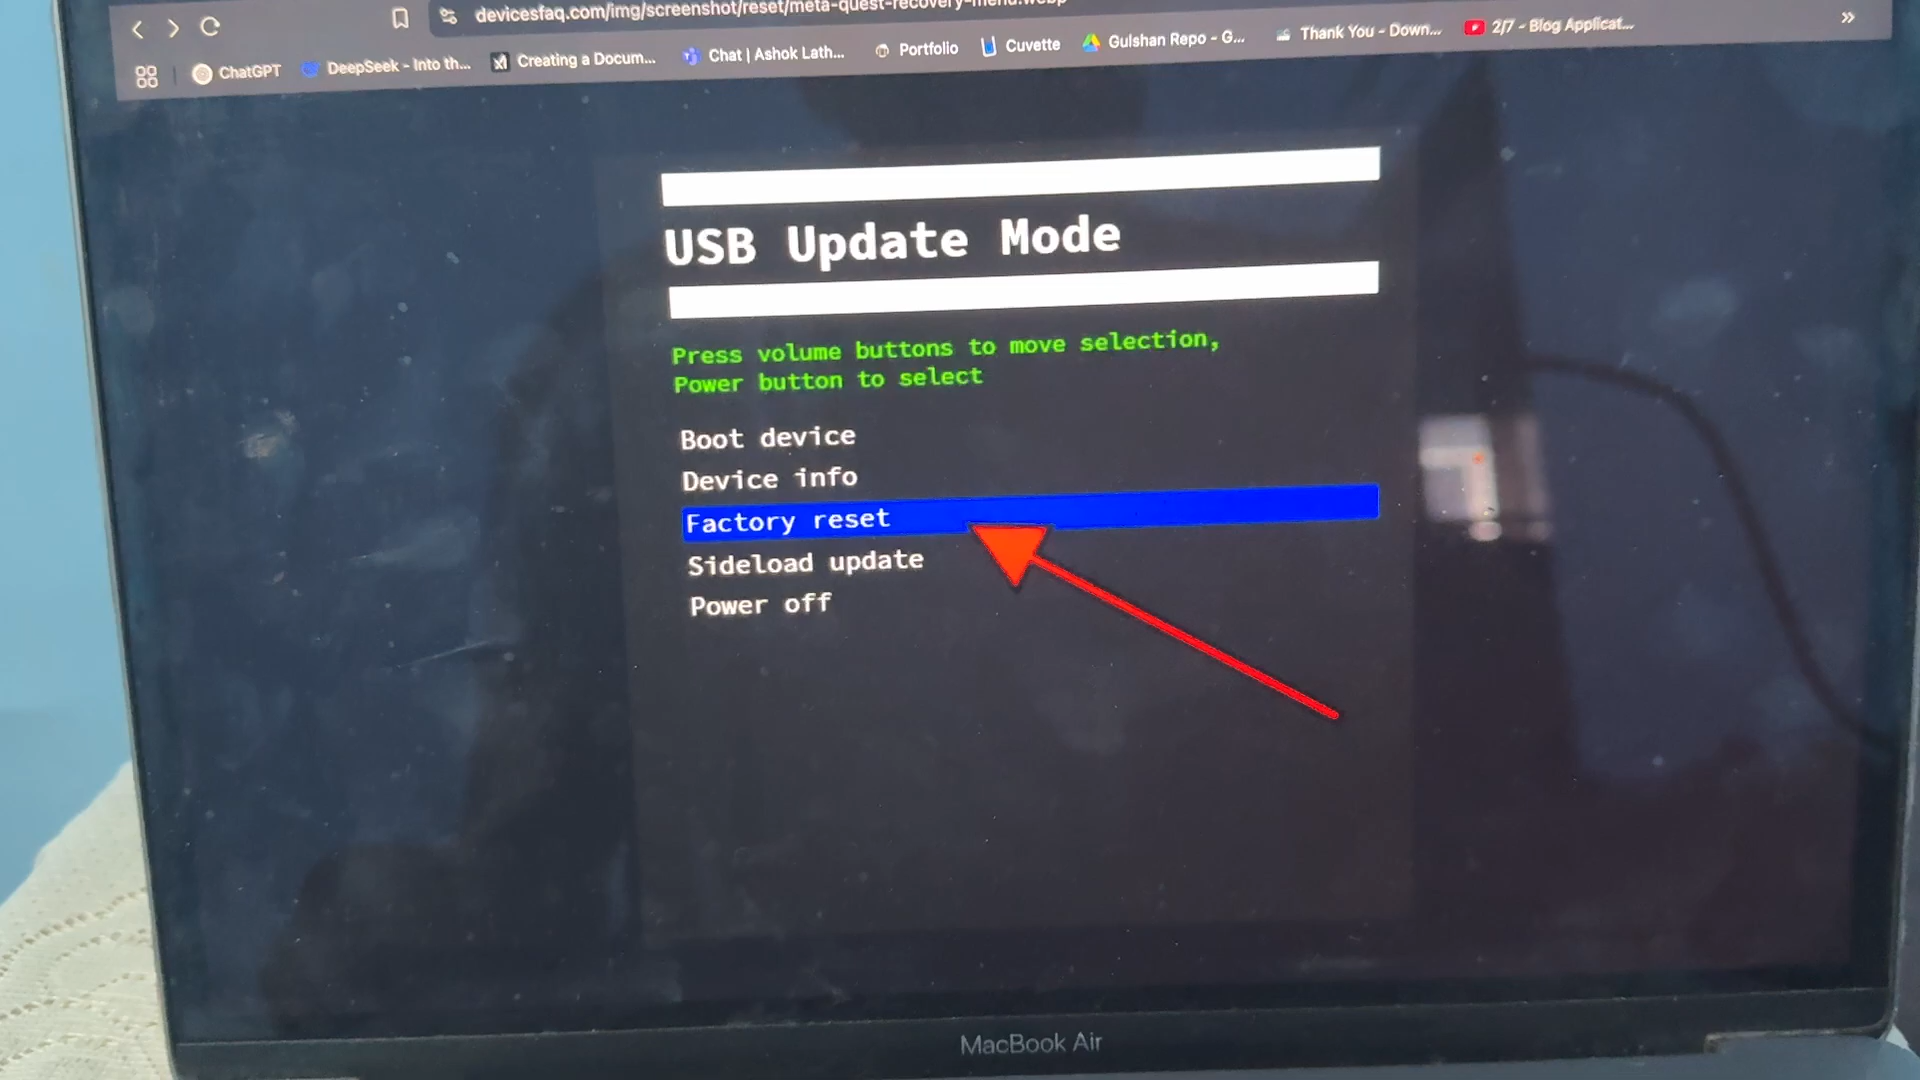 devicesfaq.com/img/screenshot/reset/meta-quest-recovery-menu.webp
ChatGPT
DeepSeek - Into th...
Creating a Docum...
Chat | Ashok Lath...
Portfolio
Cuvette
Gulshan Repo - G...
Thank You - Down...
2/7 - Blog Applicat...
USB Update Mode
Press volume buttons to move selection,
Power button to select
Boot device
Device info
Factory reset
Sideload update
Power off
MacBook Air